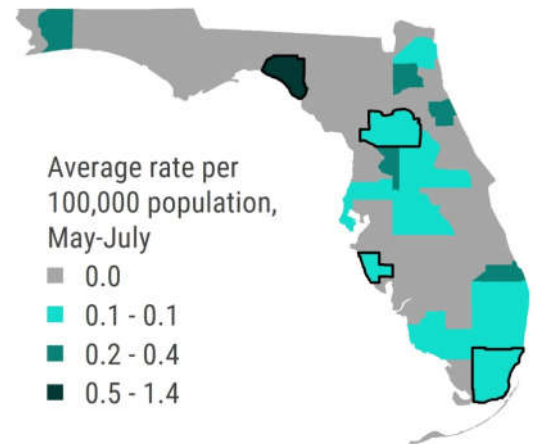 Average rate per
100,000 population,
May-July
0.0
0.1 - 0.1
0.2 - 0.4
0.5 - 1.4